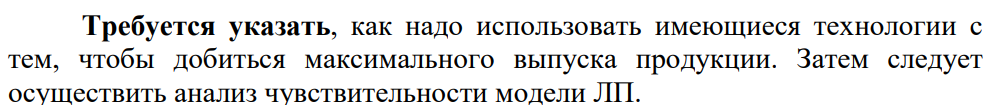 Требуется указать, как надо использовать имеющиеся технологии с
тем, чтобы добиться максимального выпуска продукции. Затем следует
осуществить анализ чувствительности модели ЛП.